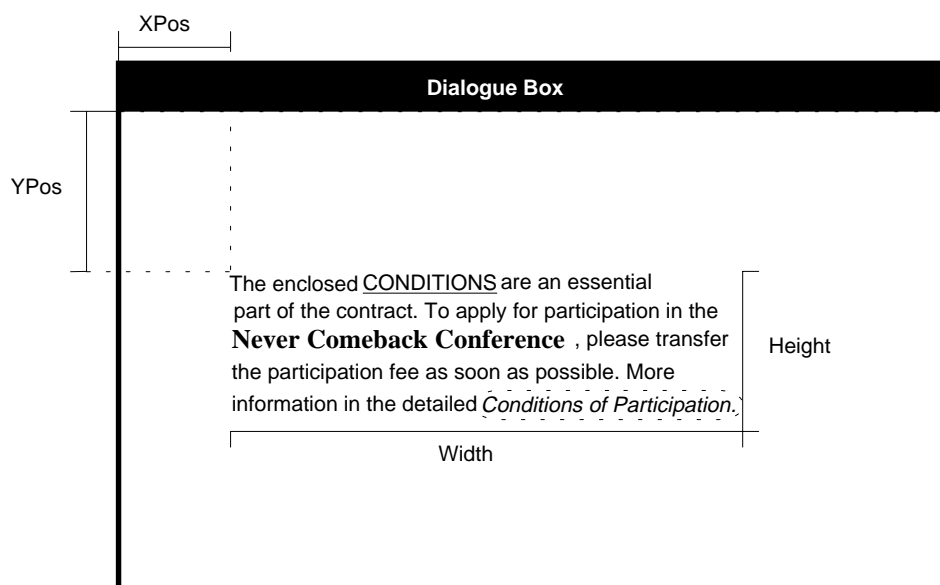 XPos
Dialogue Box
YPos
The enclosed CONDITIONS are an essential
part of the contract. To apply for participation in the
Never Comeback Conference , please transfer
Height
the participation fee as soon as possible. More
information in the detailed Conditions of Participation.
Width